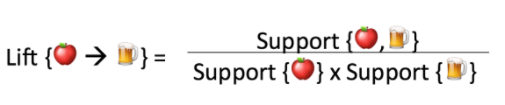 Lift {🍎 → 🍺} = Support {🍎, 🍺}
Support {🍎} x Support {🍺}